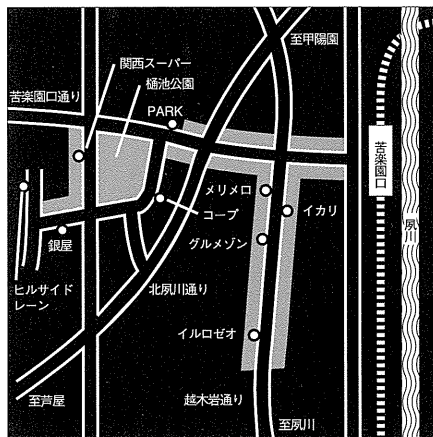 至甲陽園
関西スーパー
樋池公園
苦楽園口通り
PARK
苦楽園口
メリメロ
イカリ
コープ
夙川
グルメゾン
銀屋
ヒルサイド
レーン
北夙川通り
イルロゼオ
至芦屋
越木岩通り
至夙川